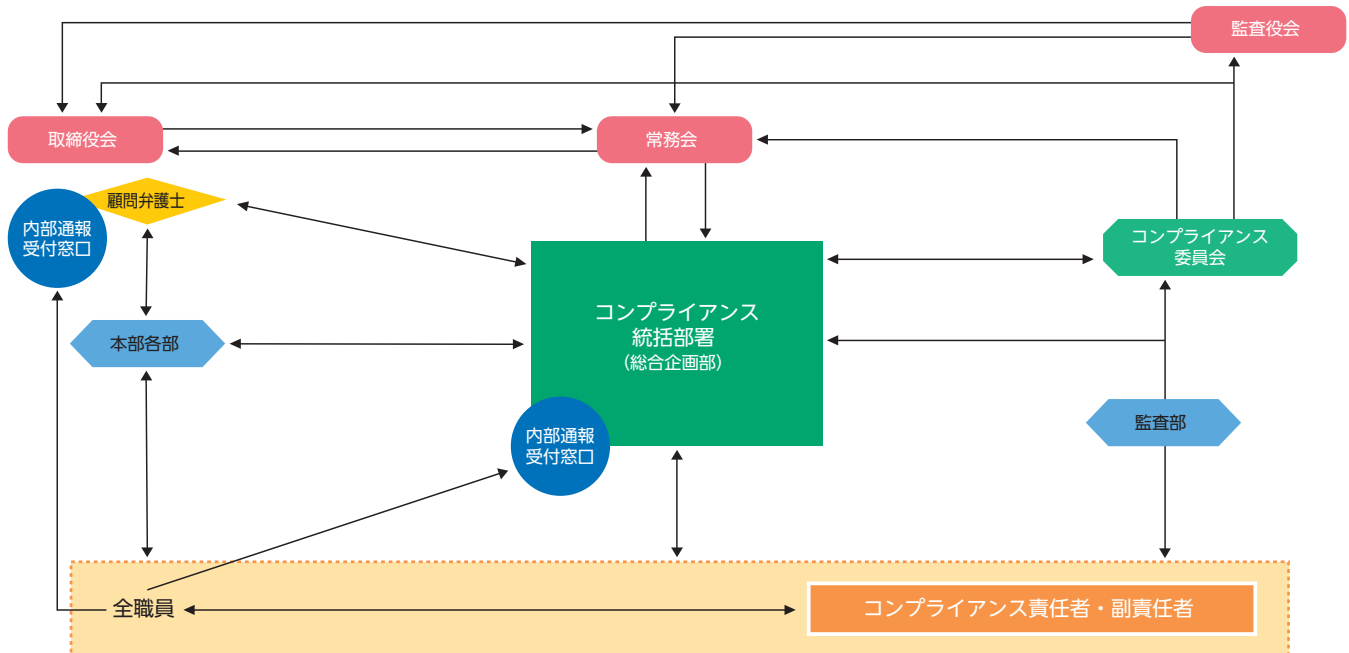 監査役会
取締役会
常務会
顧問弁護士
内部通報
受付窓口
コンプライアンス
委員会
コンプライアンス
統括部署
（総合企画部）
本部各部
監査部
内部通報
受付窓口
全職員
コンプライアンス責任者・副責任者